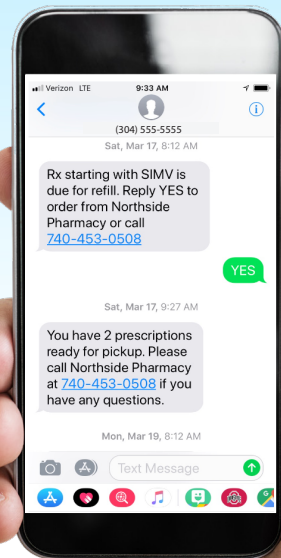 Verizon LTE
9:33 AM
(304) 555-5555
Sat, Mar 17, 8:12 AM
Rx starting with SIMV is
due for refill. Reply YES to
order from Northside
Pharmacy or call
740-453-0508
YES
Sat, Mar 17, 9:27 AM
You have 2 prescriptions
ready for pickup. Please
call Northside Pharmacy
at 740-453-0508 if you
have any questions.
Mon, Mar 19, 8:12 AM
Text Message